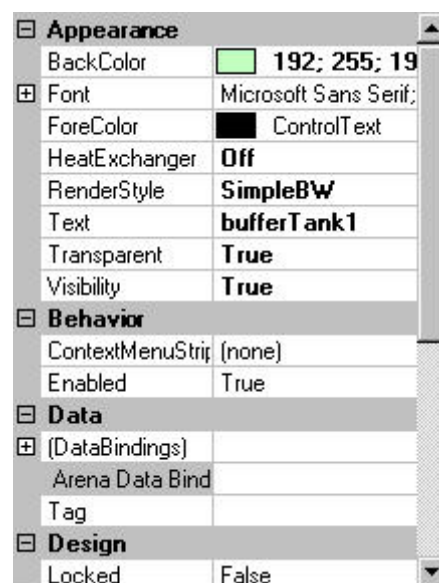 Appearance
BackColor 192; 255; 19
Font Microsoft Sans Serif;
ForeColor ControlText
HeatExchanger Off
RenderStyle SimpleBW
Text bufferTank1
Transparent True
Visibility True
Behavior
ContextMenuStrip (none)
Enabled True
Data
(DataBindings)
Arena Data Bind
Tag
Design
Locked False